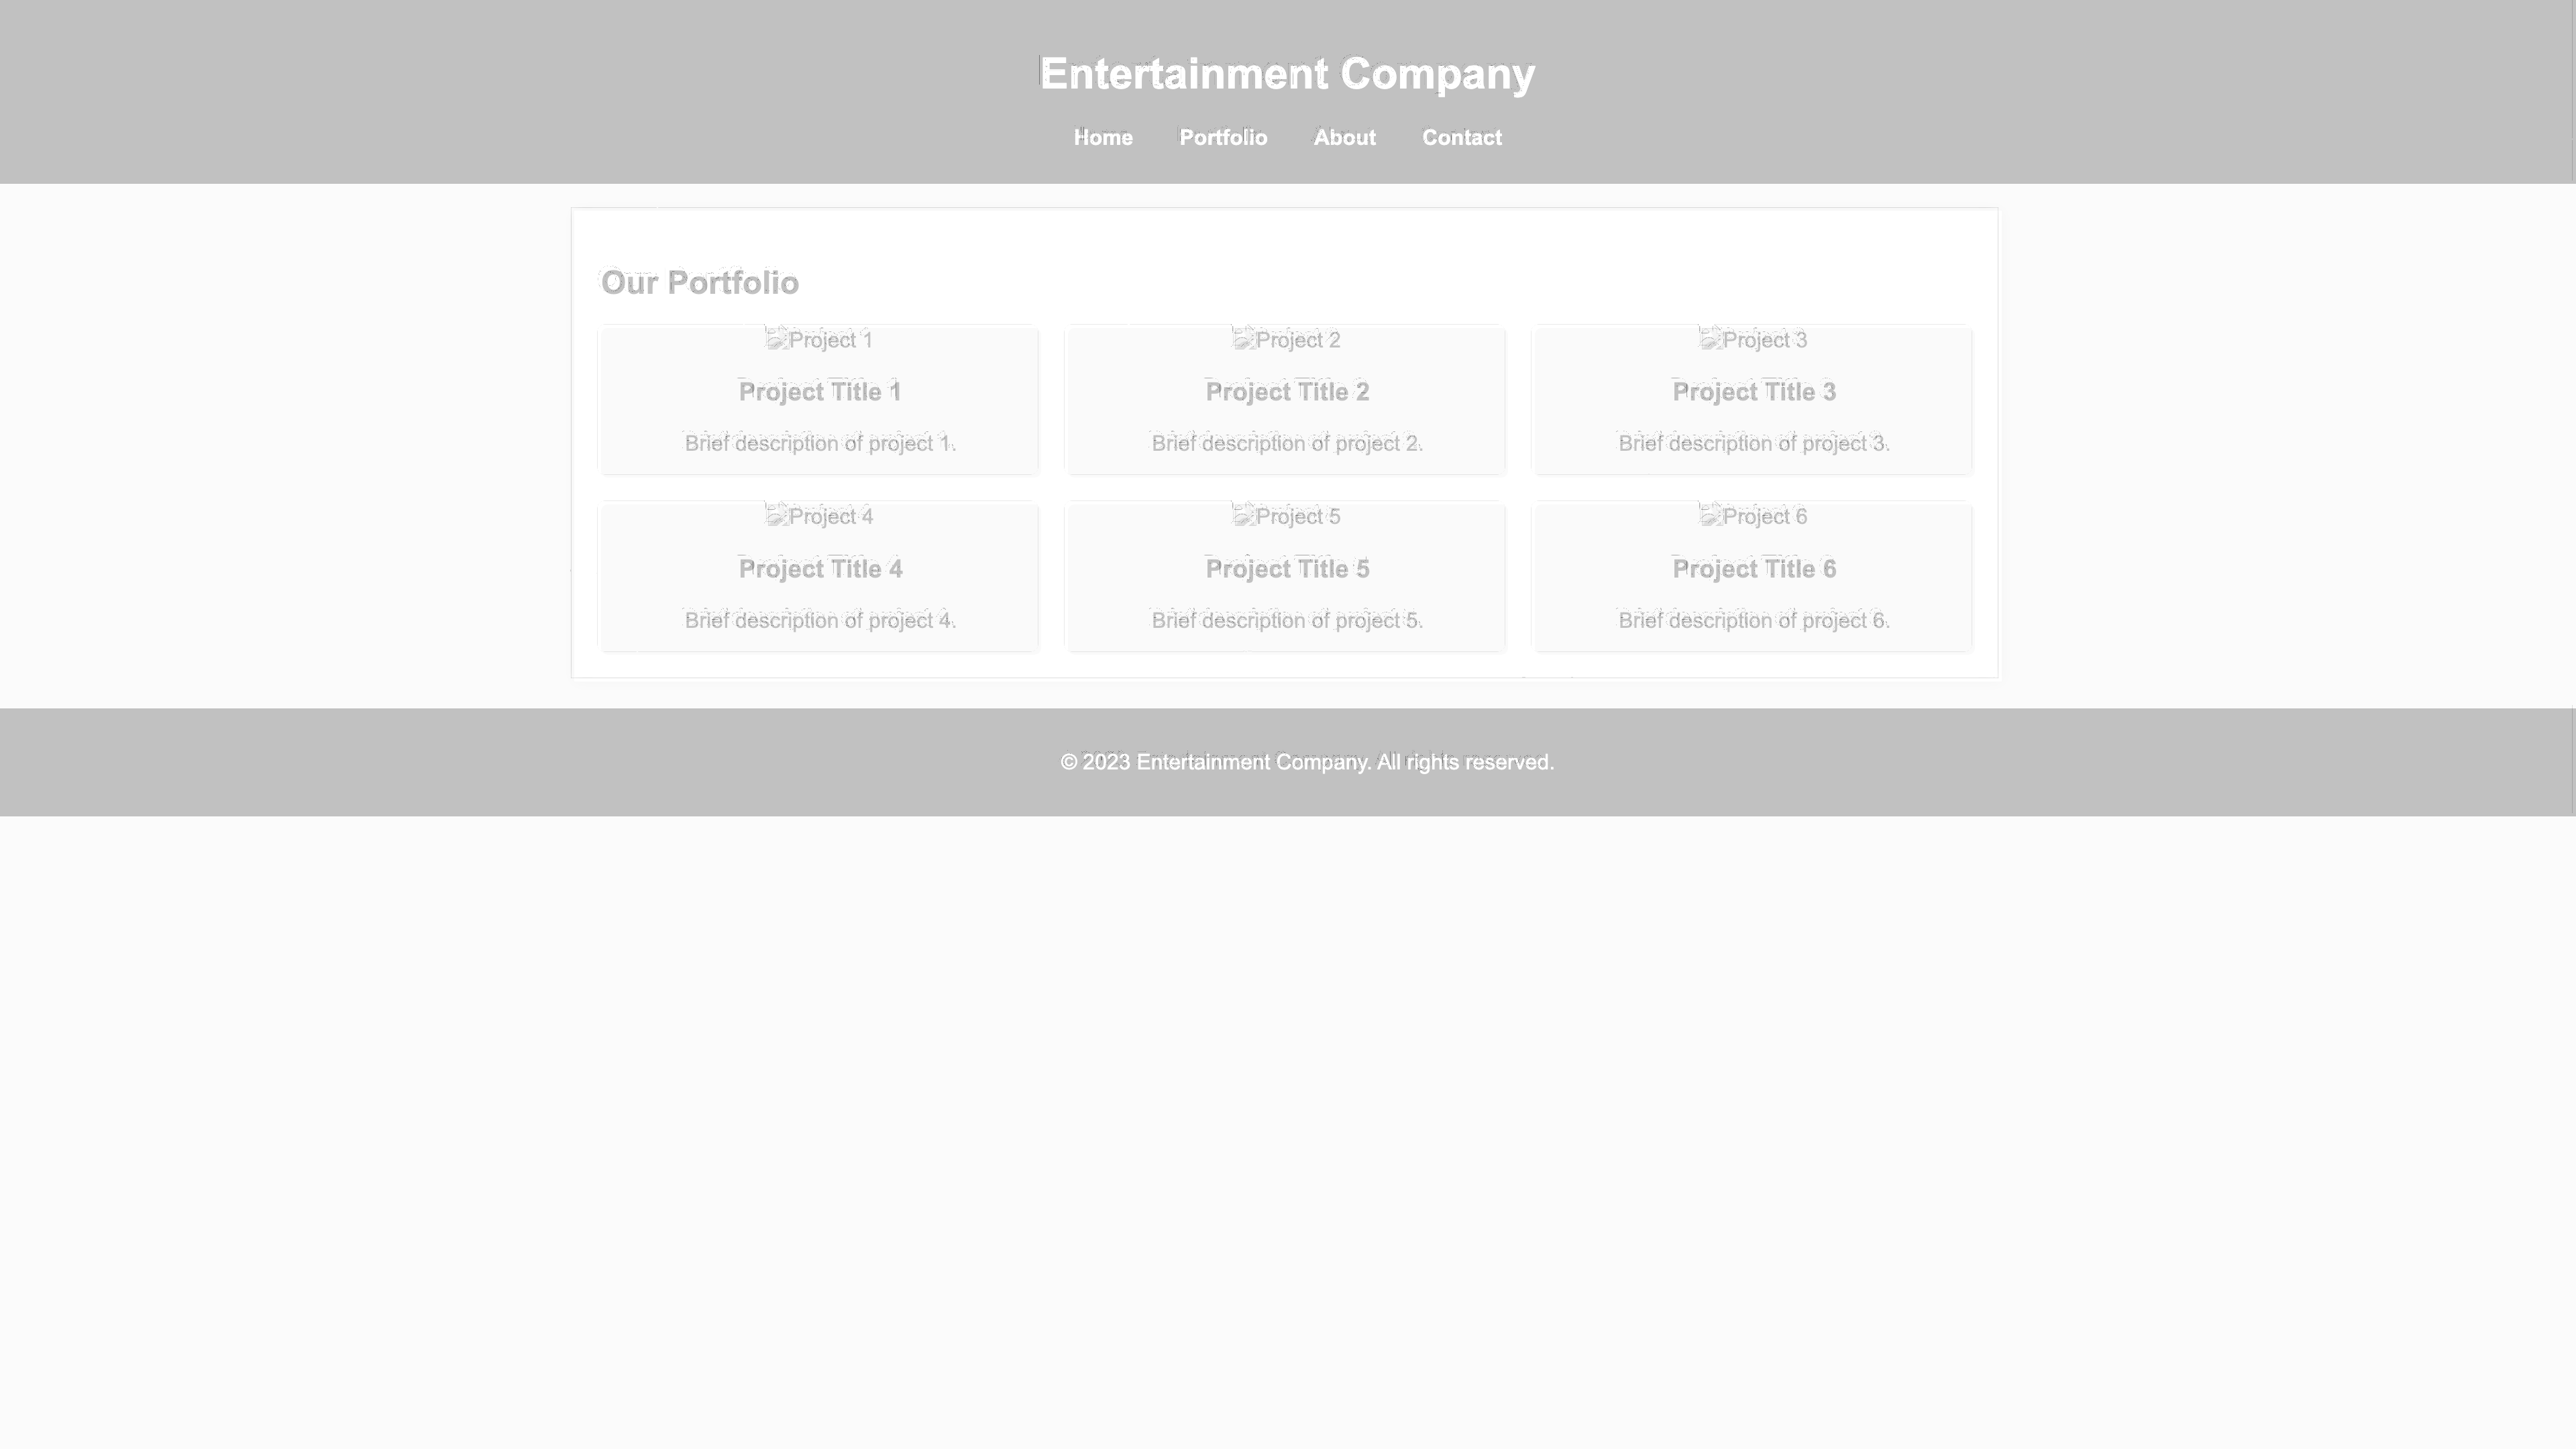 Entertainment Company
Home Portfolio About Contact
Our Portfolio
Project 1 Project 2 Project 3
Project Title 1 Project Title 2 Project Title 3
Brief description of project 1. Brief description of project 2. Brief description of project 3.
Project 4 Project 5 Project 6
Project Title 4 Project Title 5 Project Title 6
Brief description of project 4. Brief description of project 5. Brief description of project 6.
© 2023 Entertainment Company. All rights reserved.